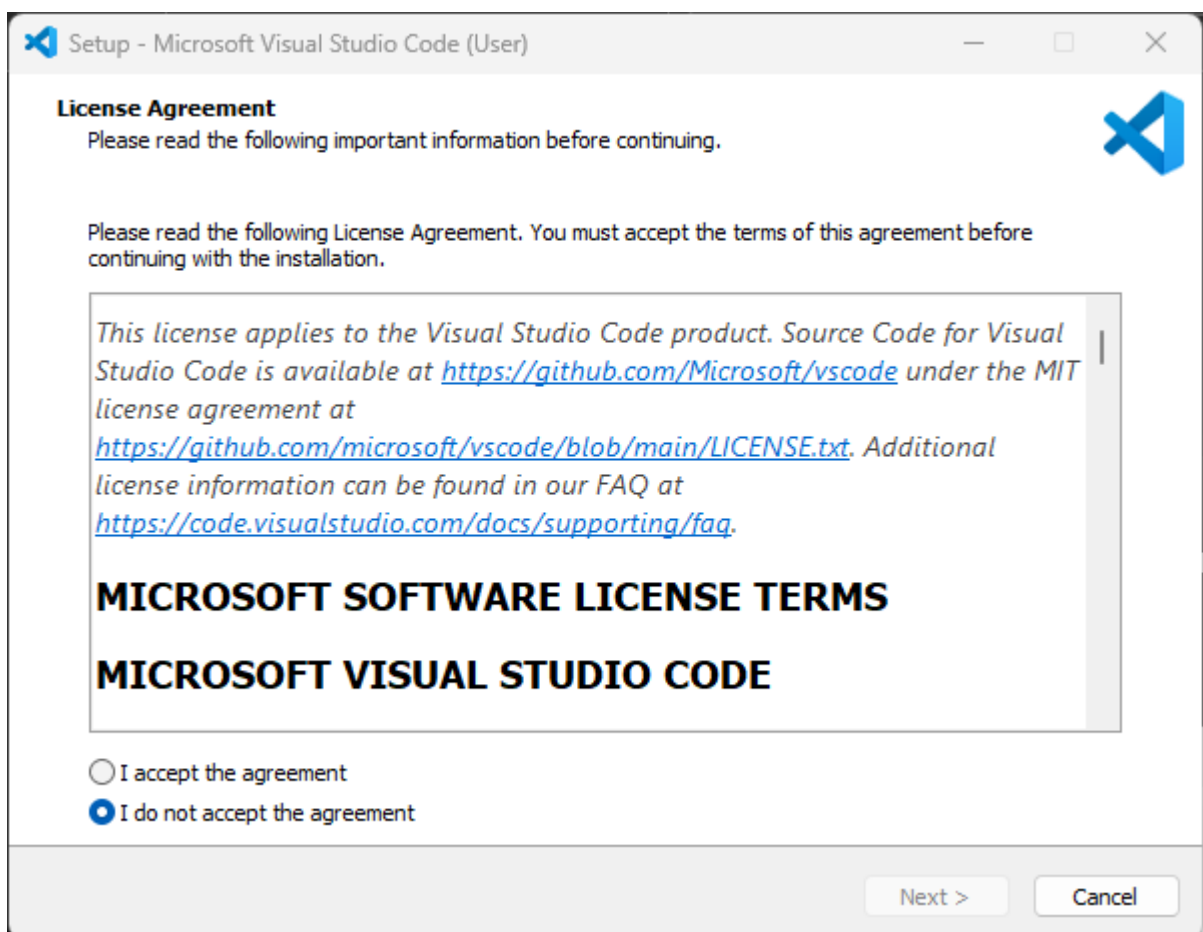 Setup - Microsoft Visual Studio Code (User)
License Agreement
Please read the following important information before continuing.
Please read the following License Agreement. You must accept the terms of this agreement before
continuing with the installation.
This license applies to the Visual Studio Code product. Source Code for Visual
Studio Code is available at https://github.com/Microsoft/vscode under the MIT
license agreement at
https://github.com/microsoft/vscode/blob/main/LICENSE.txt. Additional
license information can be found in our FAQ at
https://code.visualstudio.com/docs/supporting/faq.
MICROSOFT SOFTWARE LICENSE TERMS
MICROSOFT VISUAL STUDIO CODE
I accept the agreement
I do not accept the agreement
Next >
Cancel